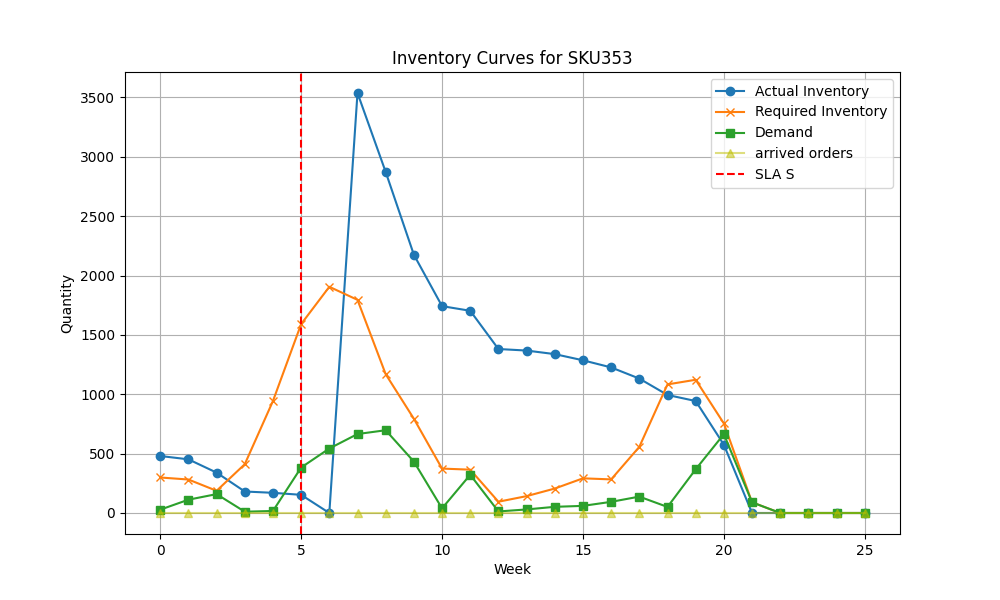 Inventory Curves for SKU353
Actual Inventory
Required Inventory
Demand
arrived orders
SLA S
Quantity
3500
3000
2500
2000
1500
1000
500
0
0 5 10 15 20 25
Week